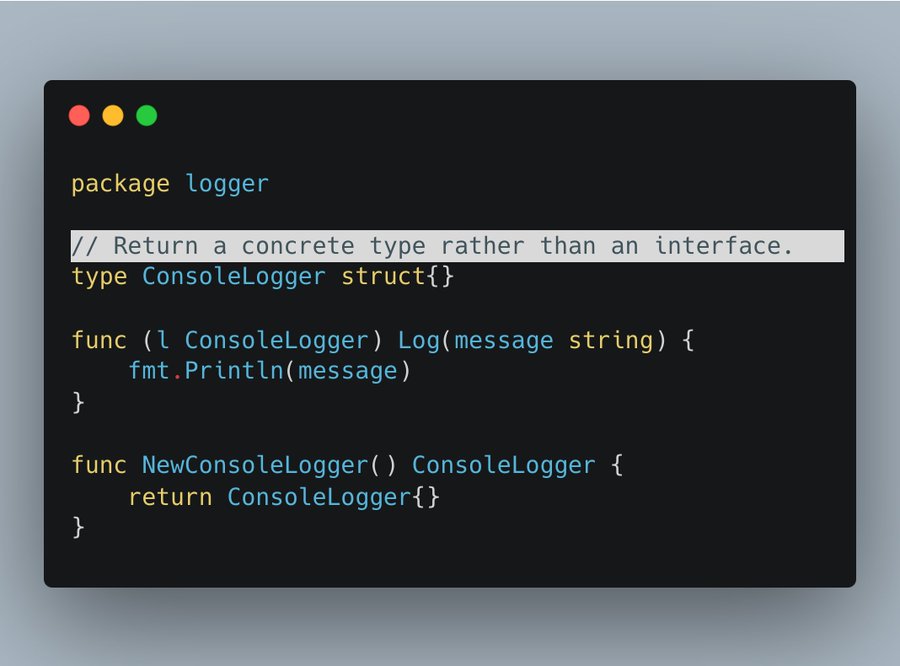 package logger

// Return a concrete type rather than an interface.
type ConsoleLogger struct{}

func (l ConsoleLogger) Log(message string) {
    fmt.Println(message)
}

func NewConsoleLogger() ConsoleLogger {
    return ConsoleLogger{}
}